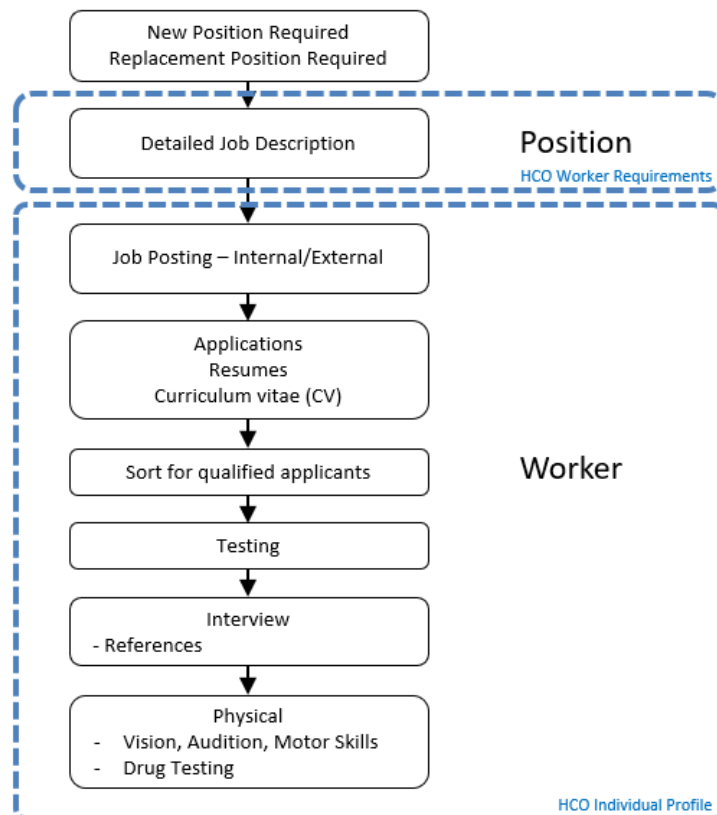 New Position Required
Replacement Position Required
Detailed Job Description
Position
HCO Worker Requirements
Job Posting – Internal/External
Applications
Resumes
Curriculum vitae (CV)
Sort for qualified applicants
Worker
Testing
Interview
- References
Physical
- Vision, Audition, Motor Skills
- Drug Testing
HCO Individual Profile